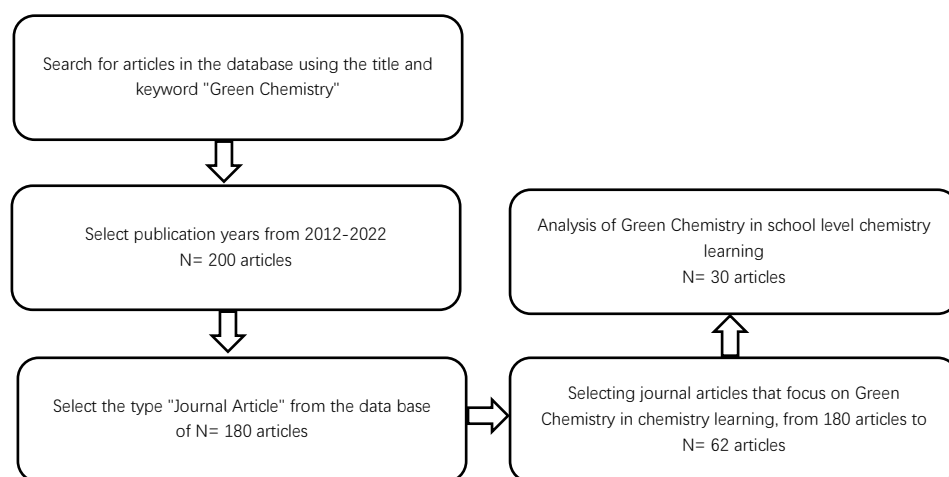 Search for articles in the database using the title and
keyword "Green Chemistry"
Select publication years from 2012-2022
N= 200 articles
Select the type "Journal Article" from the data base
of N= 180 articles
Selecting journal articles that focus on Green
Chemistry in chemistry learning, from 180 articles to
N= 62 articles
Analysis of Green Chemistry in school level chemistry
learning
N= 30 articles